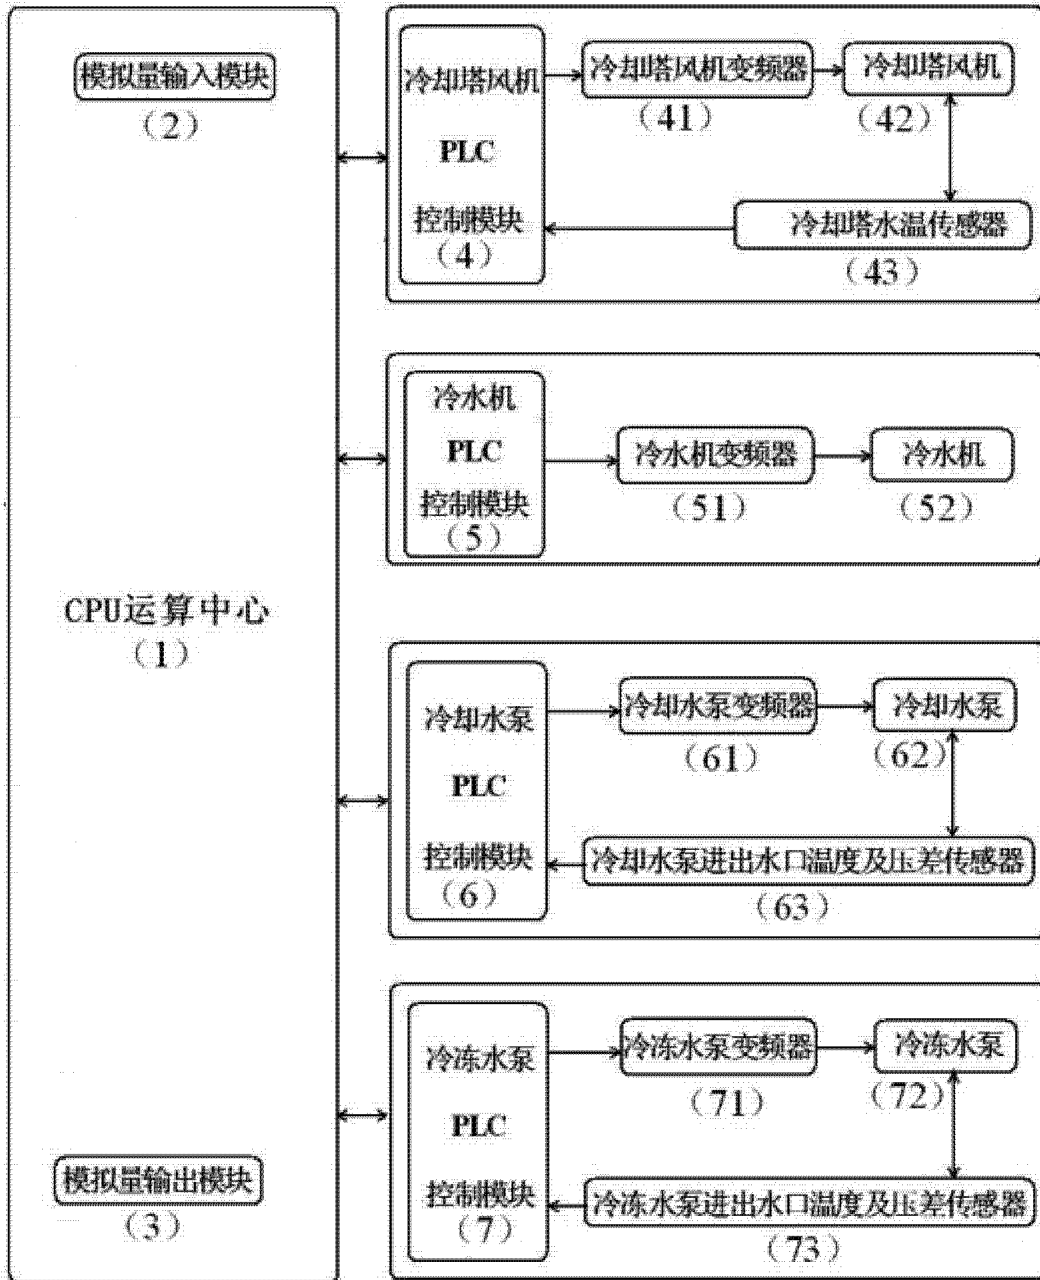 模拟量输入模块
（2）
CPU运算中心
（1）
模拟量输出模块
（3）
冷却塔风机
PLC
控制模块
（4）
冷却塔风机变频器
（41）
冷却塔风机
（42）
冷却塔水温传感器
（43）
冷水机
PLC
控制模块
（5）
冷水机变频器
（51）
冷水机
（52）
冷却水泵
PLC
控制模块
（6）
冷却水泵变频器
（61）
冷却水泵
（62）
冷却水泵进出水口温度及压差传感器
（63）
冷冻水泵
PLC
控制模块
（7）
冷冻水泵变频器
（71）
冷冻水泵
（72）
冷冻水泵进出水口温度及压差传感器
（73）